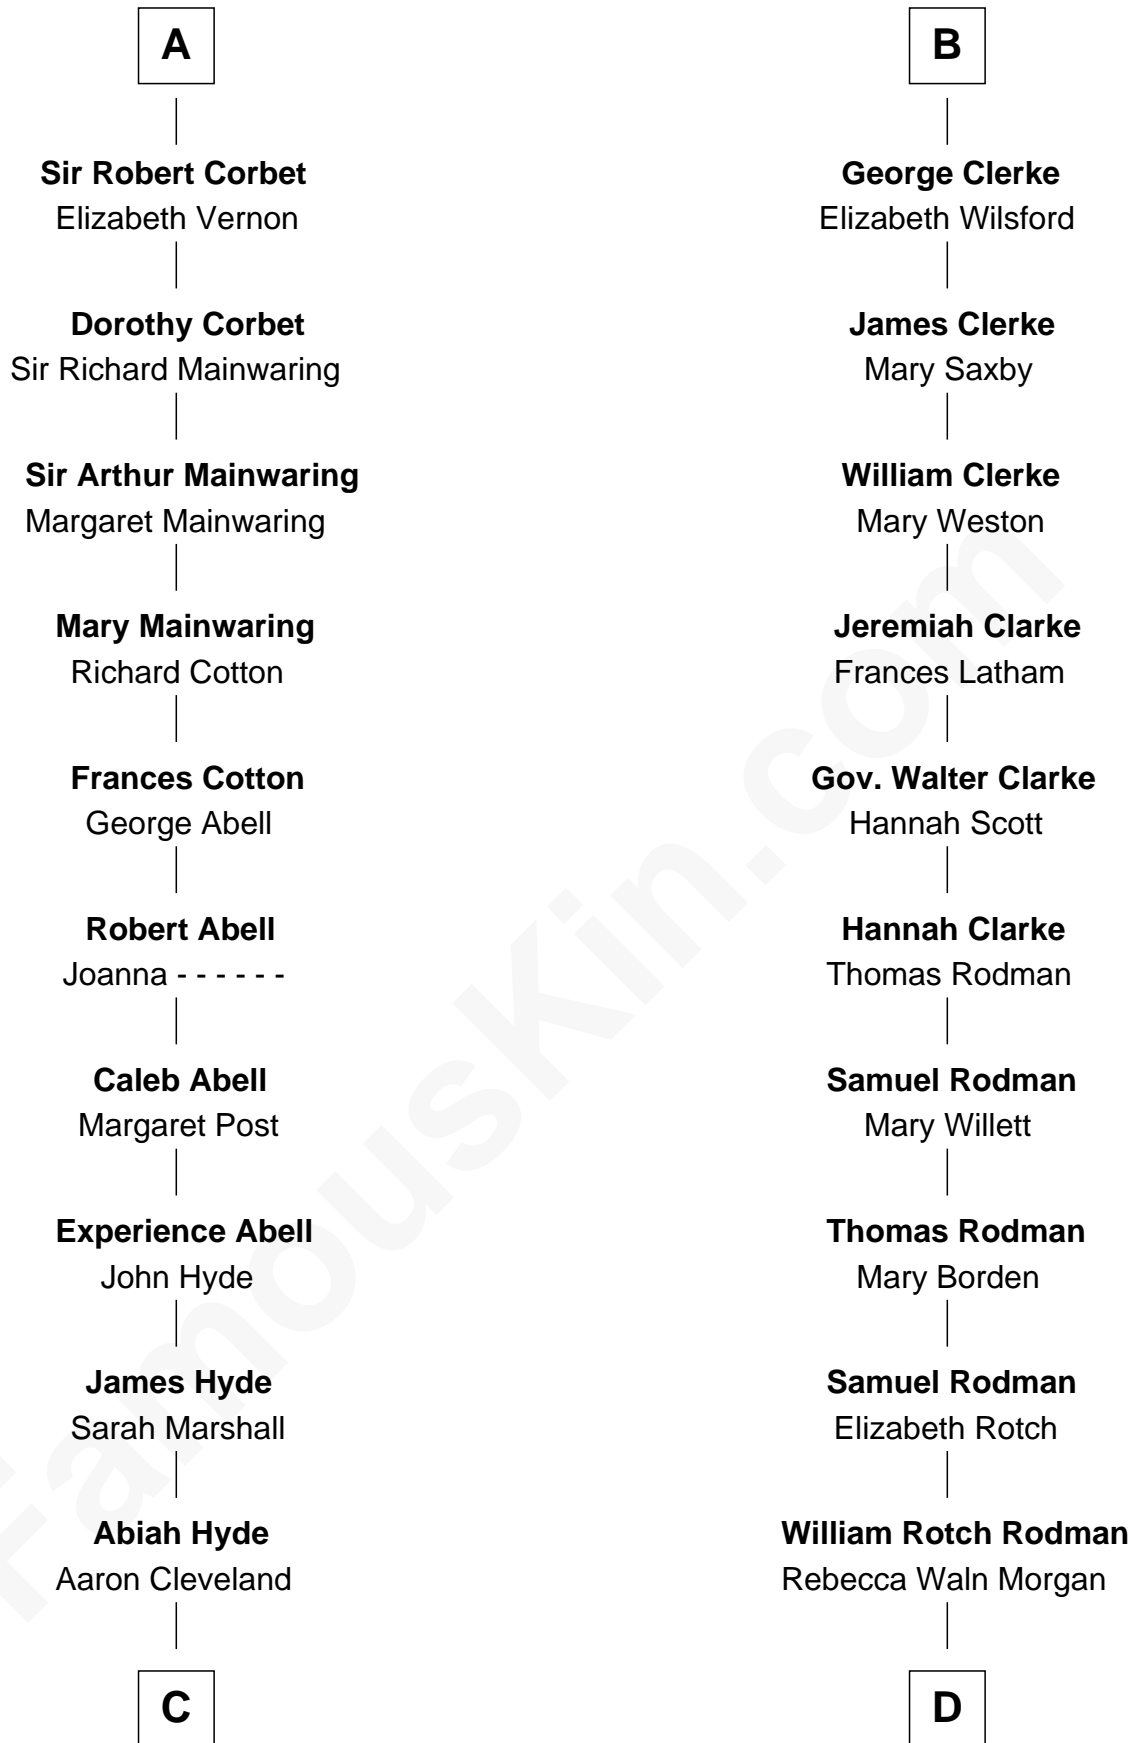 A
Sir Robert Corbet
Elizabeth Vernon
Dorothy Corbet
Sir Richard Mainwaring
Sir Arthur Mainwaring
Margaret Mainwaring
Mary Mainwaring
Richard Cotton
Frances Cotton
George Abell
Robert Abell
Joanna - - - - - -
Caleb Abell
Margaret Post
Experience Abell
John Hyde
James Hyde
Sarah Marshall
Abiah Hyde
Aaron Cleveland
C
B
George Clerke
Elizabeth Wilsford
James Clerke
Mary Saxby
William Clerke
Mary Weston
Jeremiah Clarke
Frances Latham
Gov. Walter Clarke
Hannah Scott
Hannah Clarke
Thomas Rodman
Samuel Rodman
Mary Willett
Thomas Rodman
Mary Borden
Samuel Rodman
Elizabeth Rotch
William Rotch Rodman
Rebecca Waln Morgan
D
FamousKin.com